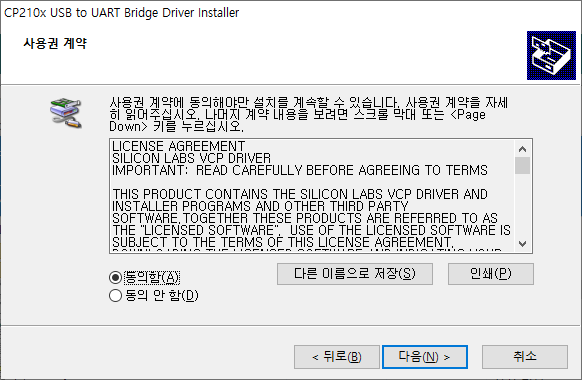 CP210x USB to UART Bridge Driver Installer
사용권 계약
사용권 계약에 동의해야만 설치를 계속할 수 있습니다. 사용권 계약을 자세
히 읽어주십시오. 나머지 계약 내용을 보려면 스크롤 막대 또는 <Page
Down> 키를 누르십시오.
LICENSE AGREEMENT
SILICON LABS VCP DRIVER
IMPORTANT: READ CAREFULLY BEFORE AGREEING TO TERMS
THIS PRODUCT CONTAINS THE SILICON LABS VCP DRIVER AND
INSTALLER PROGRAMS AND OTHER THIRD PARTY
SOFTWARE. TOGETHER THESE PRODUCTS ARE REFERRED TO AS
THE "LICENSED SOFTWARE". USE OF THE LICENSED SOFTWARE IS
SUBJECT TO THE TERMS OF THIS LICENSE AGREEMENT.
DOWNLOADING THE LICENSED SOFTWARE AND INDICATING YOUR
동의함(A)
다른 이름으로 저장(S)
인쇄(P)
동의 안 함(D)
< 뒤로(B)
다음(N) >
취소